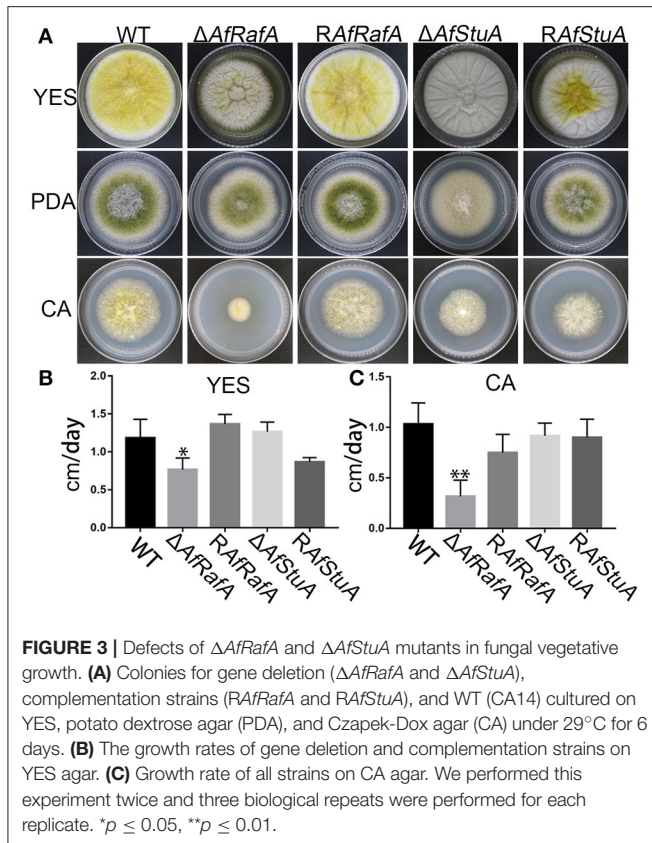 A WT ΔAfRafA RAfRafA ΔAfStuA RAfStuA
YES
PDA
CA
B YES
cm/day
2.0
1.5
1.0
0.5
0.0
*
WT ΔAfRafA RAfRafA ΔAfStuA RAfStuA
C CA
cm/day
1.5
1.0
0.5
0.0
**
WT ΔAfRafA RAfRafA ΔAfStuA RAfStuA
FIGURE 3 | Defects of ΔAfRafA and ΔAfStuA mutants in fungal vegetative
growth. (A) Colonies for gene deletion (ΔAfRafA and ΔAfStuA),
complementation strains (RAfRafA and RAfStuA), and WT (CA14) cultured on
YES, potato dextrose agar (PDA), and Czapek-Dox agar (CA) under 29°C for 6
days. (B) The growth rates of gene deletion and complementation strains on
YES agar. (C) Growth rate of all strains on CA agar. We performed this
experiment twice and three biological repeats were performed for each
replicate. *p ≤ 0.05, **p ≤ 0.01.